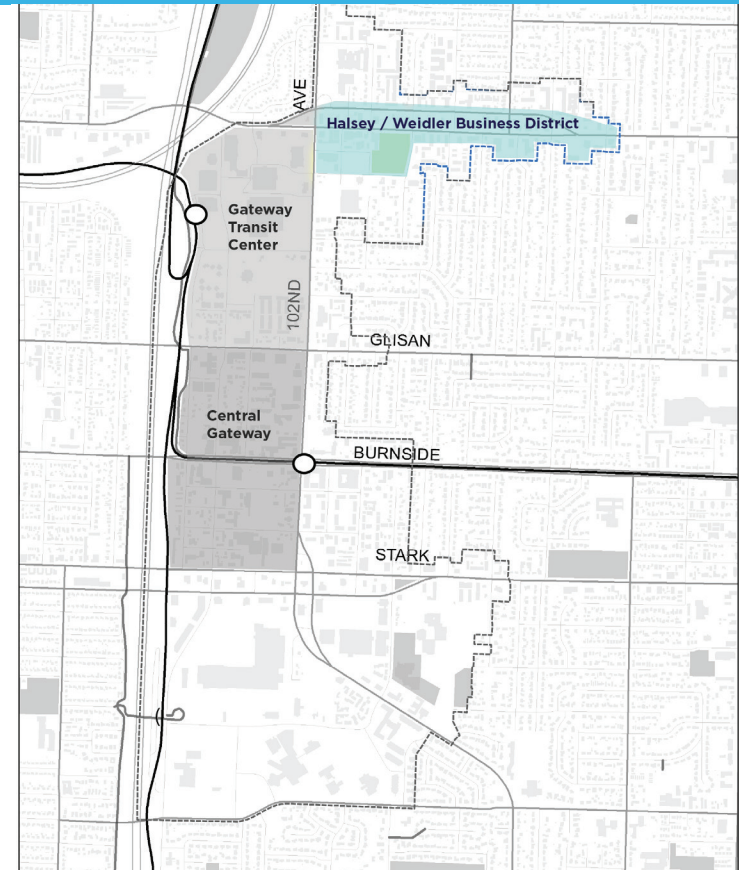 AVE
Halsey / Weidler Business District
Gateway
Transit
Center
102ND
GLISAN
Central
Gateway
BURNSIDE
STARK